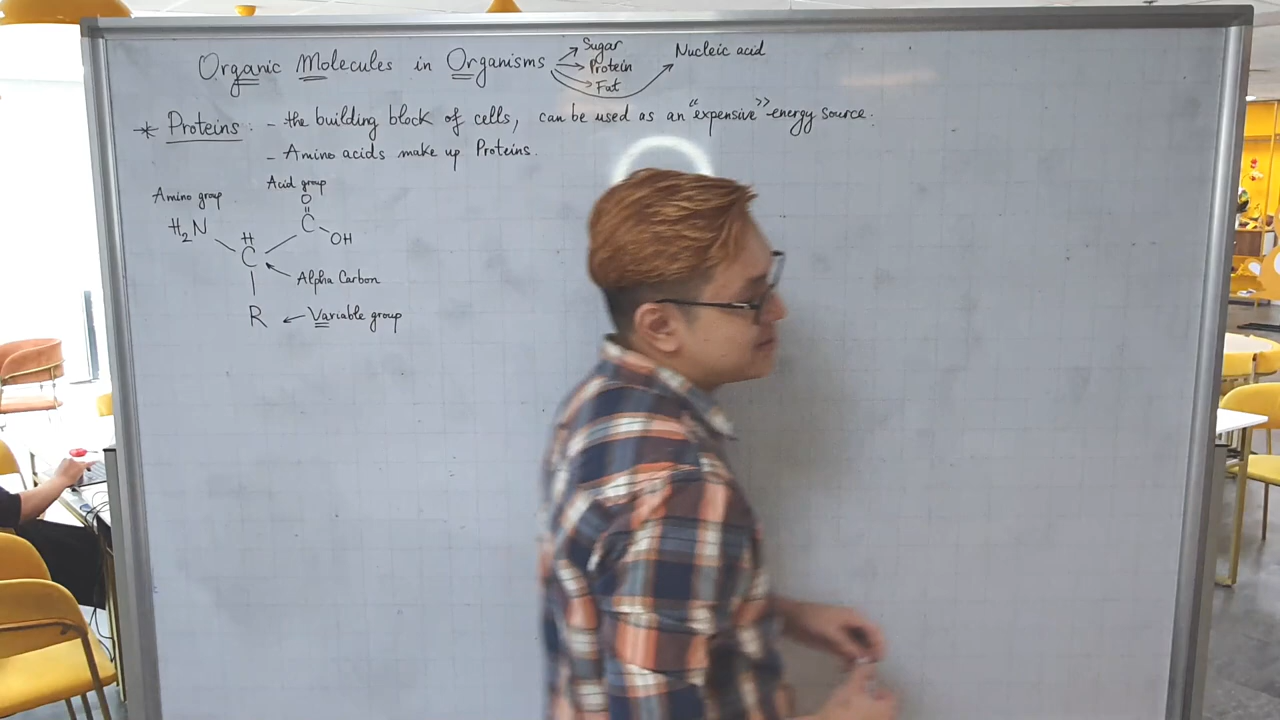 Organic Molecules in Organisms
Sugar
Protein
Fat
Nucleic acid
* Proteins: - the building block of cells, can be used as an "expensive" energy source.
- Amino acids make up Proteins.
Amino group
Acid group
O
H₂N
C
OH
H
C
Alpha Carbon
R
Variable group